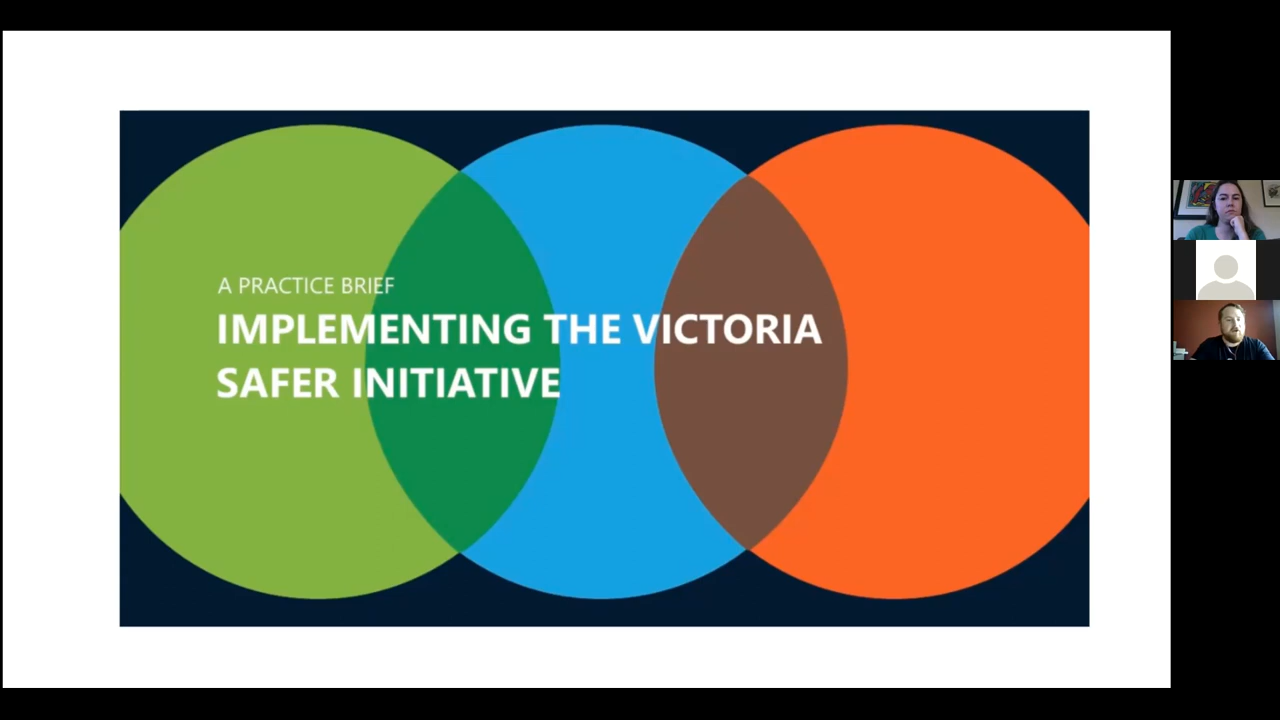 A PRACTICE BRIEF
IMPLEMENTING THE VICTORIA
SAFER INITIATIVE